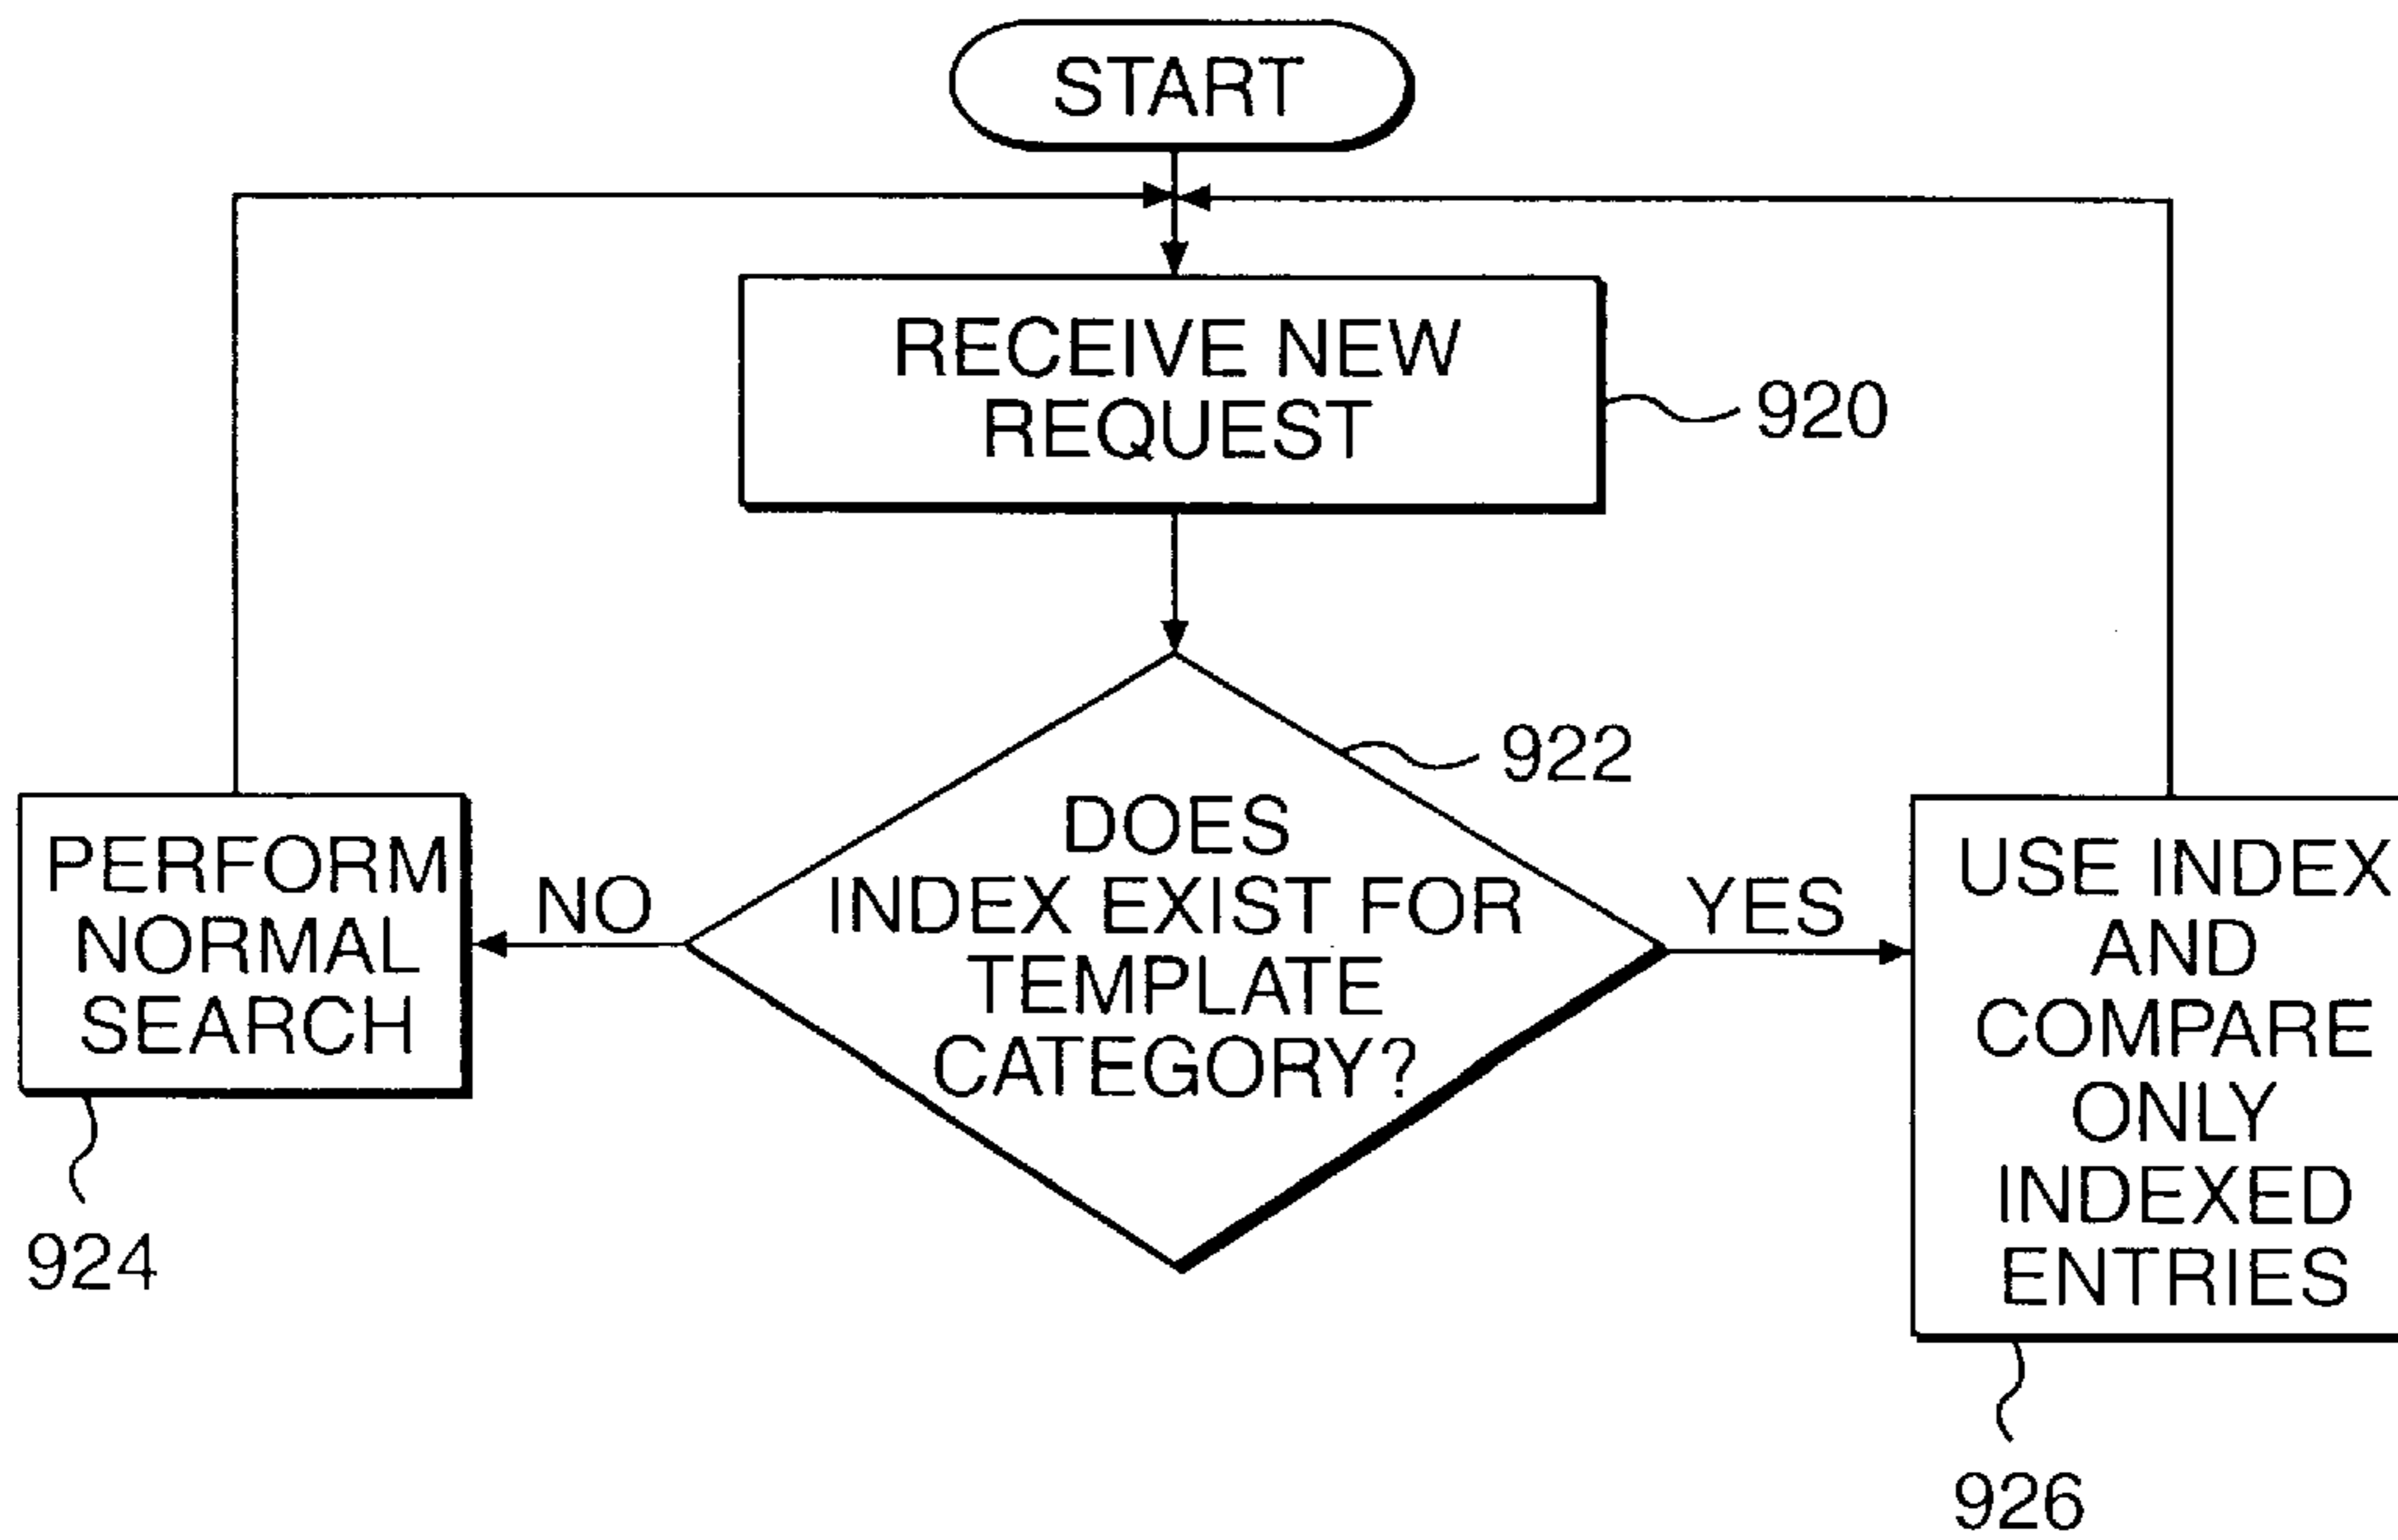 START
RECEIVE NEW
REQUEST
920
922
DOES
INDEX EXIST FOR
TEMPLATE
CATEGORY?
NO
YES
PERFORM
NORMAL
SEARCH
924
USE INDEX
AND
COMPARE
ONLY
INDEXED
ENTRIES
926